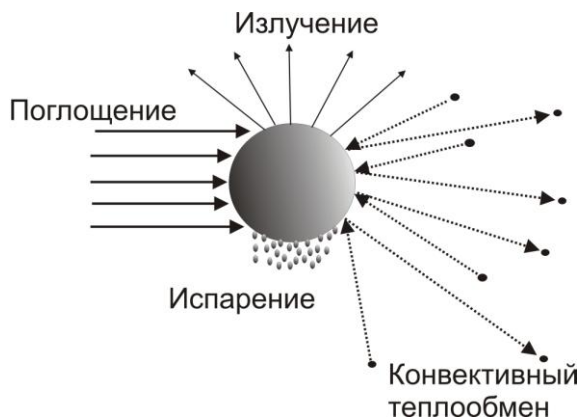 Излучение
Поглощение
Испарение
Конвективный
теплообмен